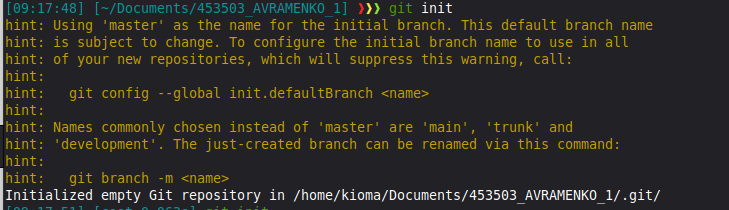 [09:17:48] [~/Documents/453503_AVRAMENKO_1] ❯❯❯ git init
hint: Using 'master' as the name for the initial branch. This default branch name
hint: is subject to change. To configure the initial branch name to use in all
hint: of your new repositories, which will suppress this warning, call:
hint:
hint:   git config --global init.defaultBranch <name>
hint:
hint: Names commonly chosen instead of 'master' are 'main', 'trunk' and
hint: 'development'. The just-created branch can be renamed via this command:
hint:
hint:   git branch -m <name>
Initialized empty Git repository in /home/kioma/Documents/453503_AVRAMENKO_1/.git/